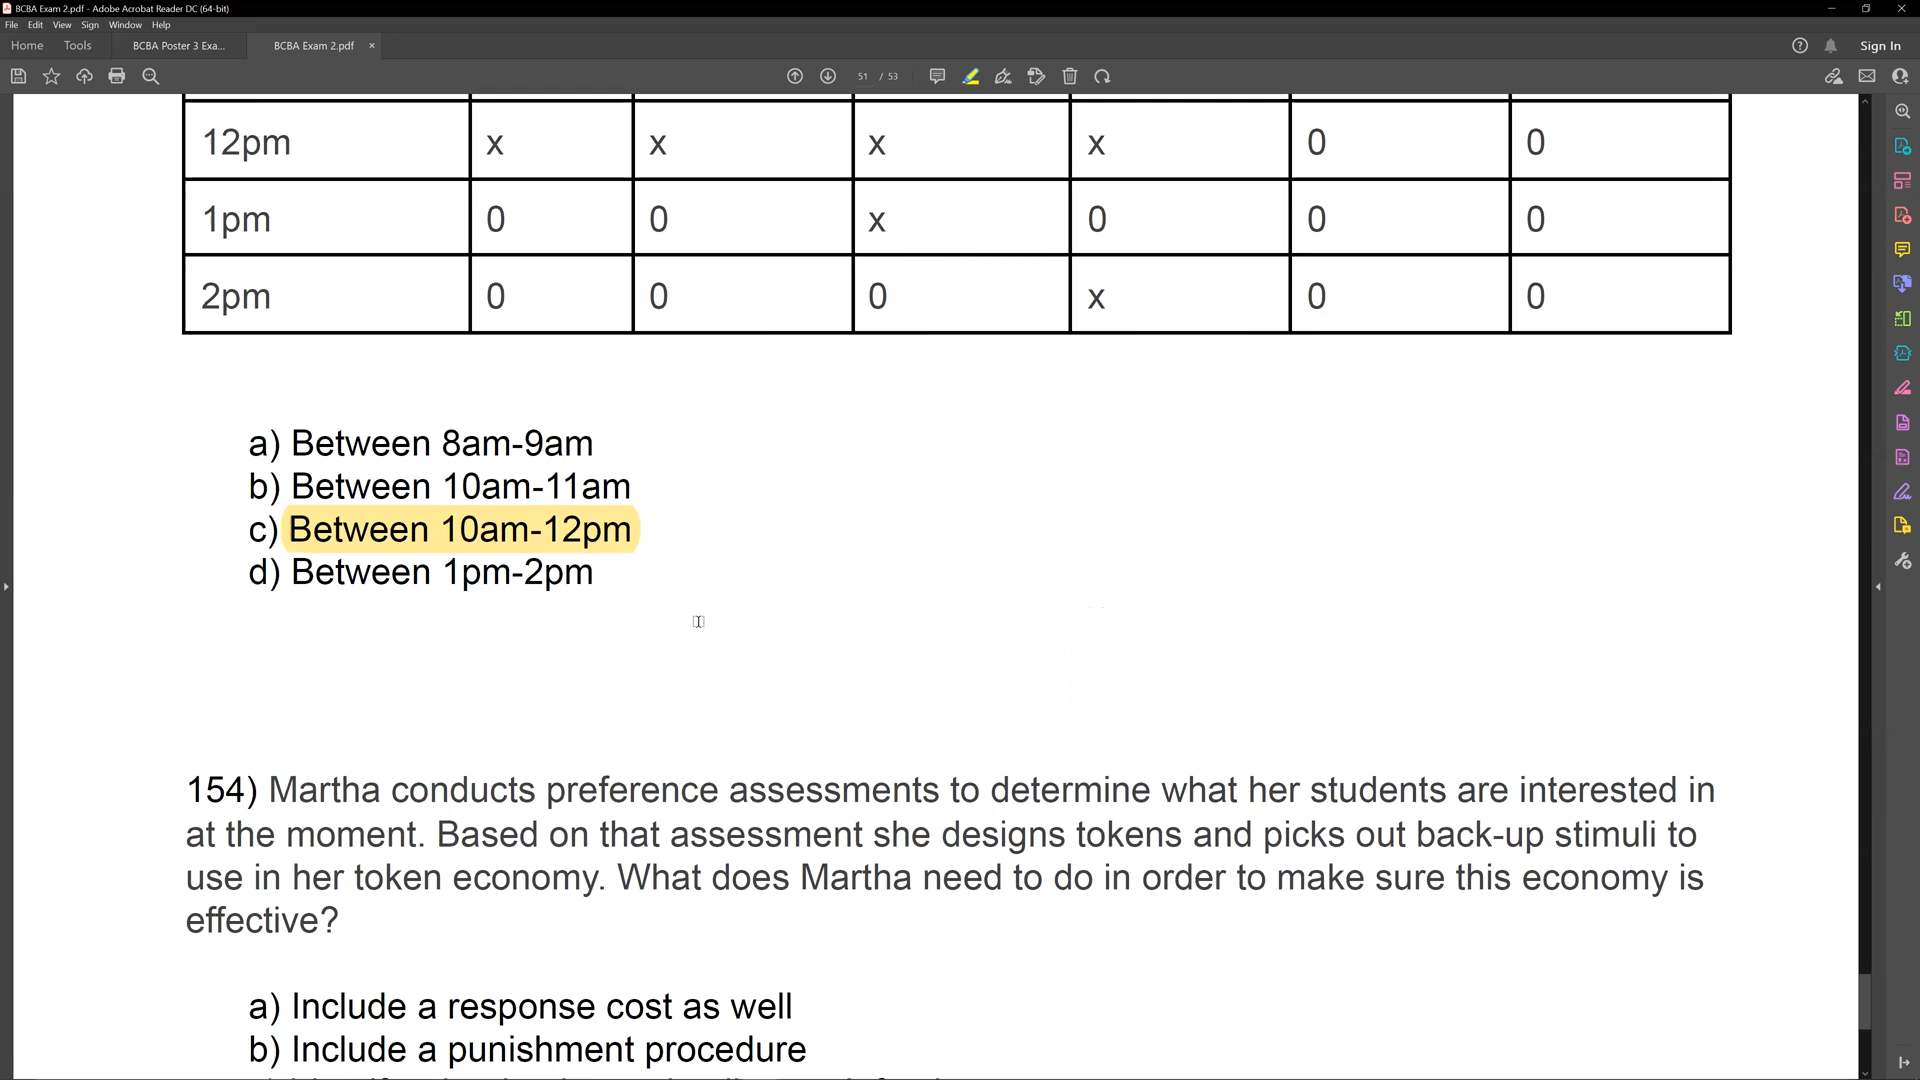 BCBA Exam 2.pdf - Adobe Acrobat Reader DC (64-bit)
File Edit View Sign Window Help
Home Tools BCBA Poster 3 Exa... BCBA Exam 2.pdf × Sign In
51 / 53
12pm x x x x 0 0
1pm 0 0 x 0 0 0
2pm 0 0 0 x 0 0
a) Between 8am-9am
b) Between 10am-11am
c) Between 10am-12pm
d) Between 1pm-2pm
154) Martha conducts preference assessments to determine what her students are interested in
at the moment. Based on that assessment she designs tokens and picks out back-up stimuli to
use in her token economy. What does Martha need to do in order to make sure this economy is
effective?
a) Include a response cost as well
b) Include a punishment procedure